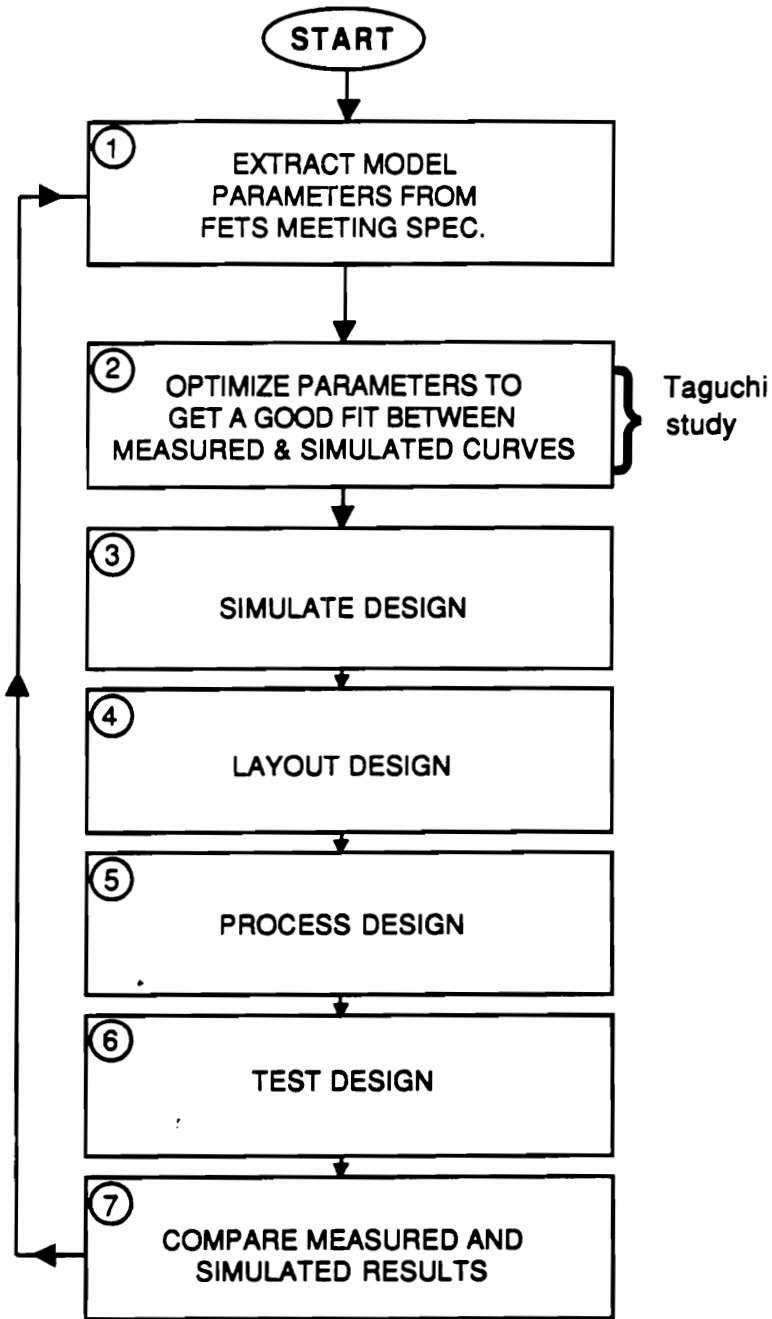 START
1
EXTRACT MODEL
PARAMETERS FROM
FETS MEETING SPEC.
2
OPTIMIZE PARAMETERS TO
GET A GOOD FIT BETWEEN
MEASURED & SIMULATED CURVES
Taguchi
study
3
SIMULATE DESIGN
4
LAYOUT DESIGN
5
PROCESS DESIGN
6
TEST DESIGN
7
COMPARE MEASURED AND
SIMULATED RESULTS